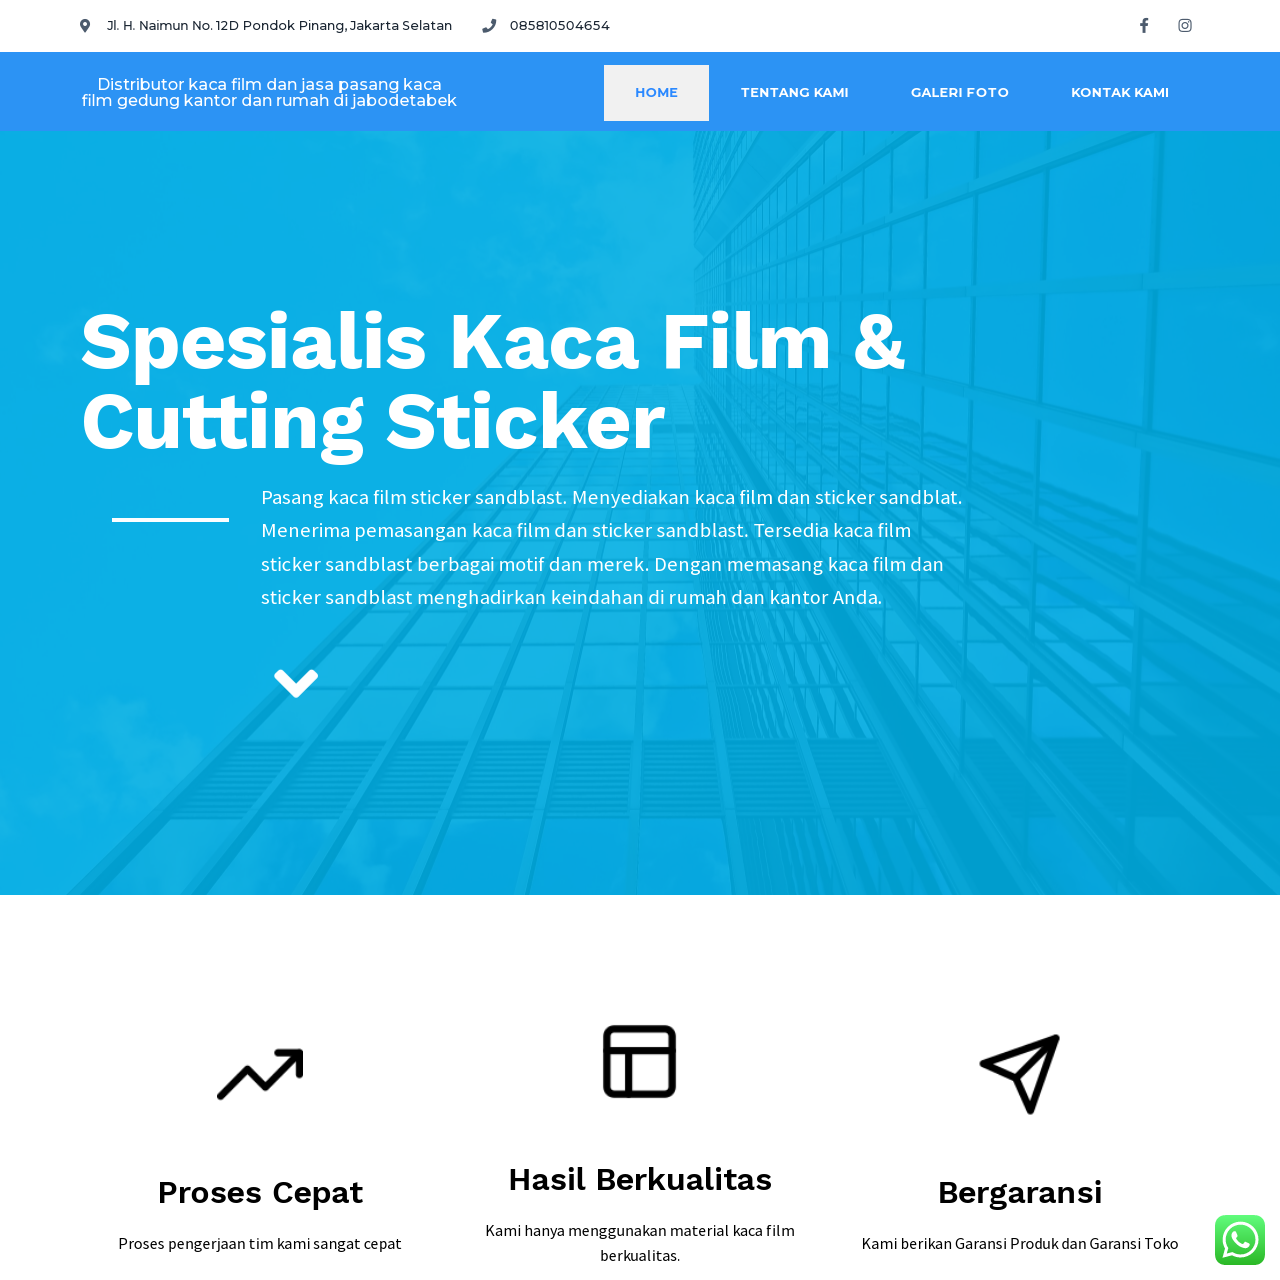 Jl. H. Naimun No. 12D Pondok Pinang, Jakarta Selatan
085810504654
Distributor kaca film dan jasa pasang kaca
film gedung kantor dan rumah di jabodetabek
HOME
TENTANG KAMI
GALERI FOTO
KONTAK KAMI
Spesialis Kaca Film &
Cutting Sticker
Pasang kaca film sticker sandblast. Menyediakan kaca film dan sticker sandblat.
Menerima pemasangan kaca film dan sticker sandblast. Tersedia kaca film
sticker sandblast berbagai motif dan merek. Dengan memasang kaca film dan
sticker sandblast menghadirkan keindahan di rumah dan kantor Anda.
Proses Cepat
Proses pengerjaan tim kami sangat cepat
Hasil Berkualitas
Kami hanya menggunakan material kaca film
berkualitas.
Bergaransi
Kami berikan Garansi Produk dan Garansi Toko